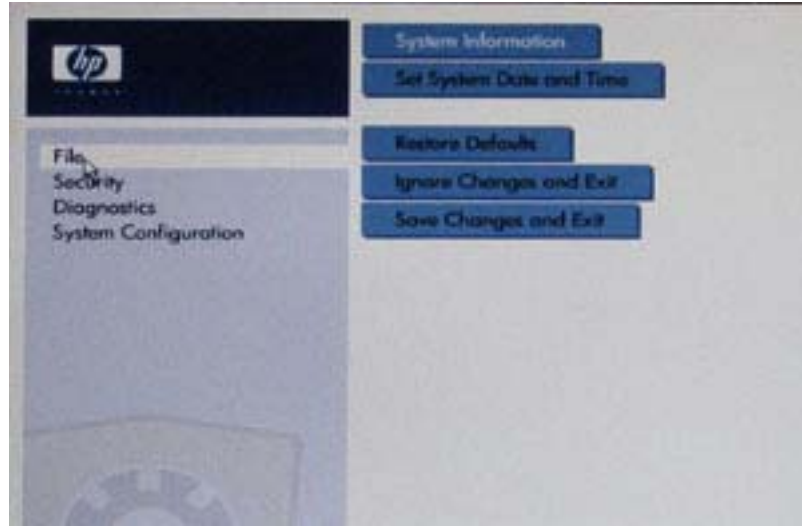 hp
File
Security
Diagnostics
System Configuration
System Information
Set System Date and Time
Restore Defaults
Ignore Changes and Exit
Save Changes and Exit